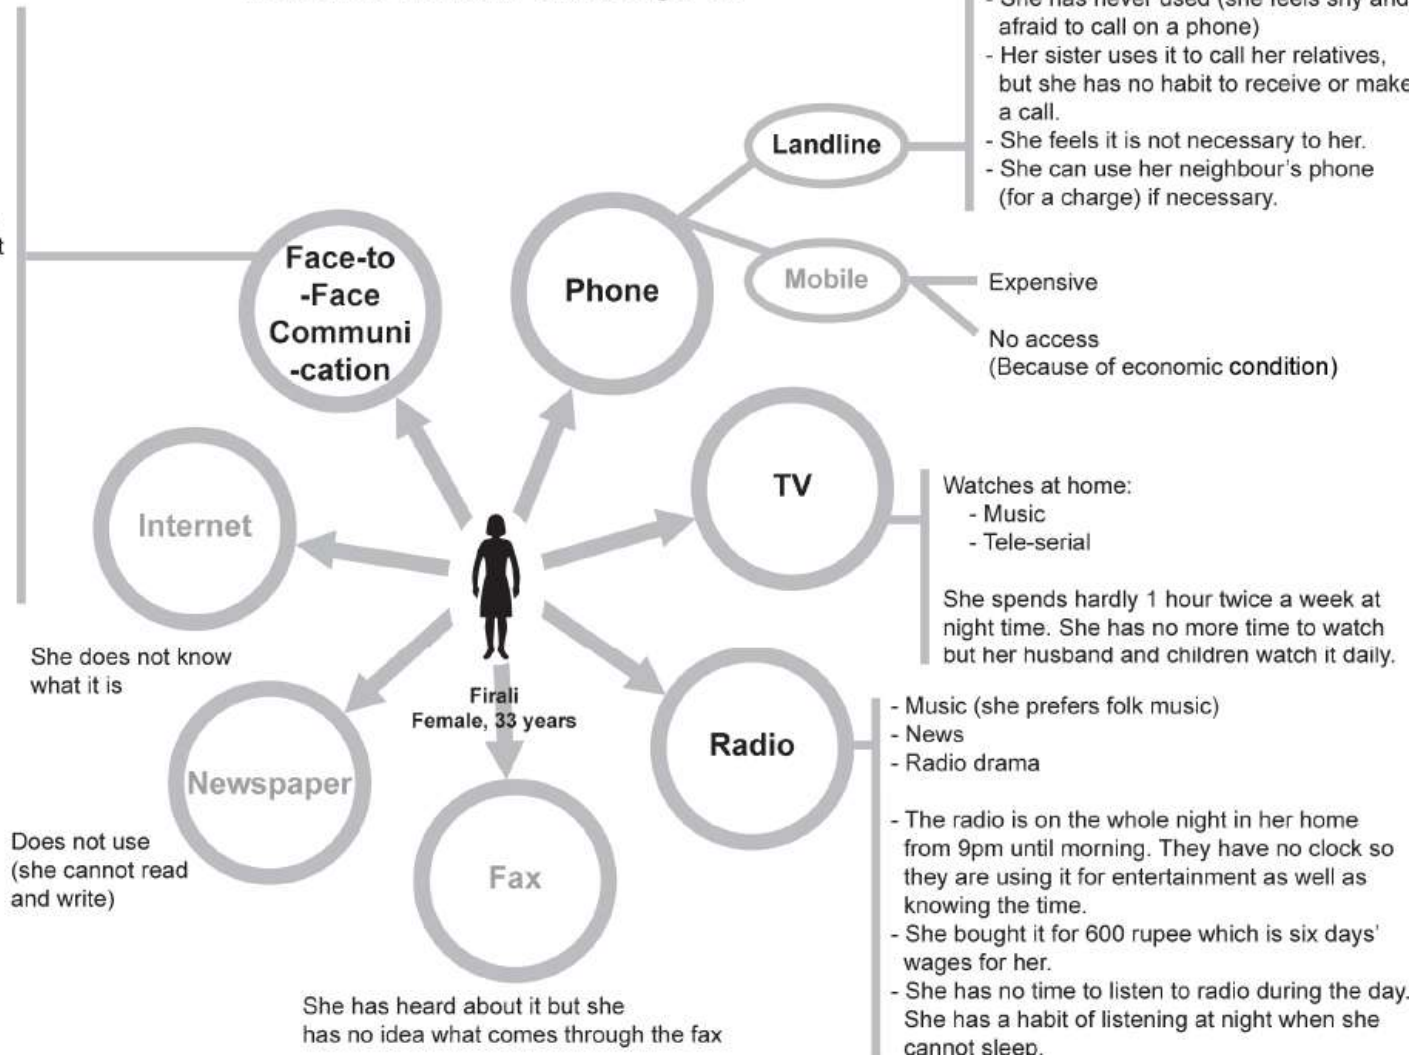 - She has never used (she feels shy and
afraid to call on a phone)
- Her sister uses it to call her relatives,
but she has no habit to receive or make
a call.
- She feels it is not necessary to her.
- She can use her neighbour's phone
(for a charge) if necessary.
Landline
Face-to
-Face
Communi
-cation
Phone
Mobile
Expensive
No access
(Because of economic condition)
Internet
TV
Watches at home:
- Music
- Tele-serial
She spends hardly 1 hour twice a week at
night time. She has no more time to watch
but her husband and children watch it daily.
She does not know
what it is
Firali
Female, 33 years
Newspaper
Radio
- Music (she prefers folk music)
- News
- Radio drama
- The radio is on the whole night in her home
from 9pm until morning. They have no clock so
they are using it for entertainment as well as
knowing the time.
- She bought it for 600 rupee which is six days'
wages for her.
- She has no time to listen to radio during the day.
She has a habit of listening at night when she
cannot sleep.
Does not use
(she cannot read
and write)
Fax
She has heard about it but she
has no idea what comes through the fax